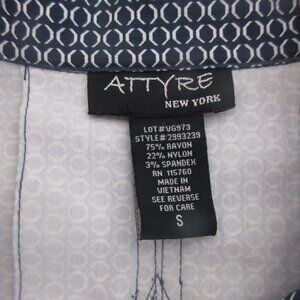 ATTYRE
NEW YORK
LOT#VG973
STYLE#2993239
75% RAYON
22% NYLON
3% SPANDEX
RN 115760
MADE IN
VIETNAM
SEE REVERSE
FOR CARE
S